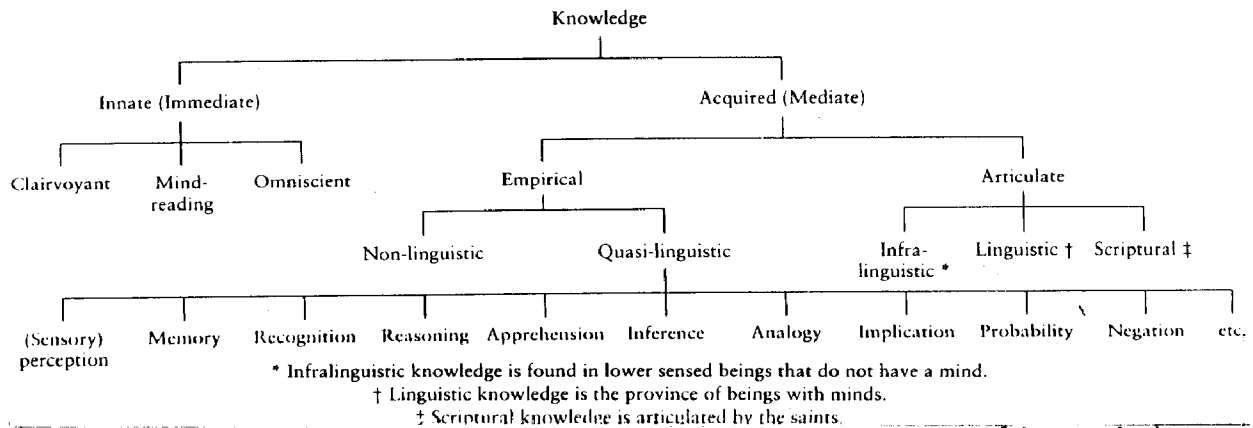 Knowledge
Innate (Immediate) Acquired (Mediate)
Clairvoyant Mind-
reading Omniscient Empirical Articulate
Non-linguistic Quasi-linguistic Infra-
linguistic * Linguistic † Scriptural ‡
(Sensory)
perception Memory Recognition Reasoning Apprehension Inference Analogy Implication Probability Negation etc.
* Infralinguistic knowledge is found in lower sensed beings that do not have a mind.
† Linguistic knowledge is the province of beings with minds.
‡ Scriptural knowledge is articulated by the saints.